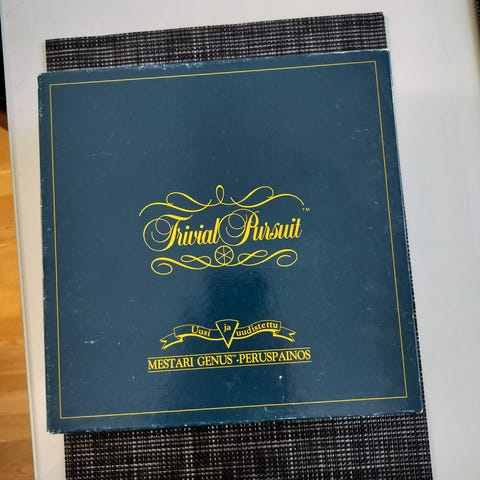 Trivial Pursuit™
Uusi ja uudistettu
MESTARI GENUS™-PERUSPAINOS